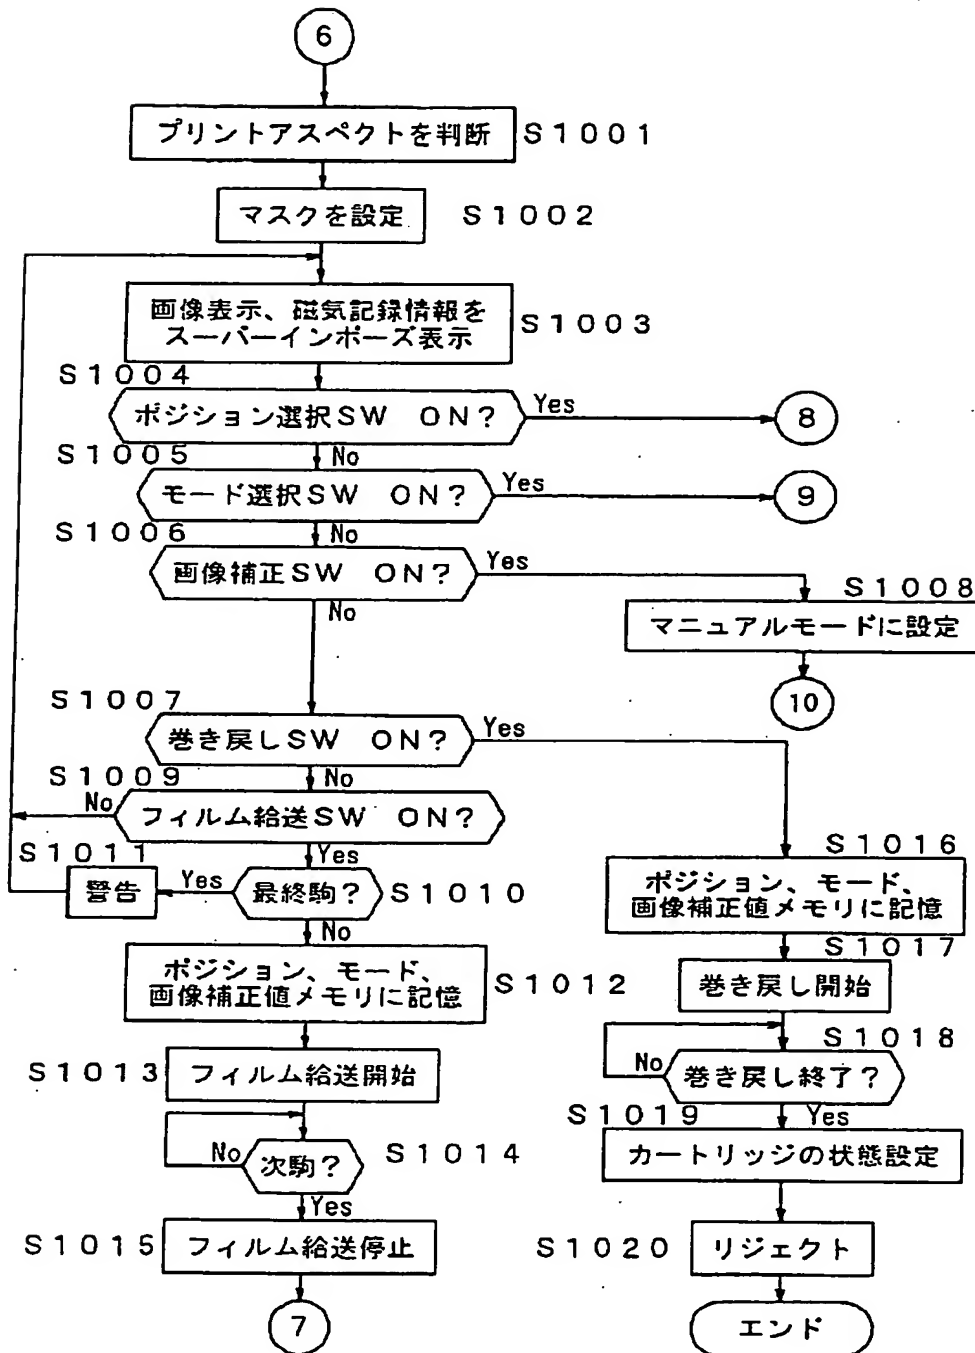 6
プリントアスペクトを判断 S1001
マスクを設定 S1002
画像表示、磁気記録情報を
スーパーインポーズ表示
S1003
S1004
ポジション選択SW ON?
Yes
8
No
S1005
モード選択SW ON?
Yes
9
No
S1006
画像補正SW ON?
Yes
No
S1008
マニュアルモードに設定
10
S1007
巻き戻しSW ON?
Yes
No
S1009
フィルム給送SW ON?
No
Yes
S1011
警告
Yes
最終駒?
S1010
No
ポジション、モード、
画像補正値メモリに記憶
S1012
S1013
フィルム給送開始
No
次駒?
S1014
Yes
S1015
フィルム給送停止
7
S1016
ポジション、モード、
画像補正値メモリに記憶
S1017
巻き戻し開始
S1018
No
巻き戻し終了?
Yes
S1019
カートリッジの状態設定
S1020
リジェクト
エンド